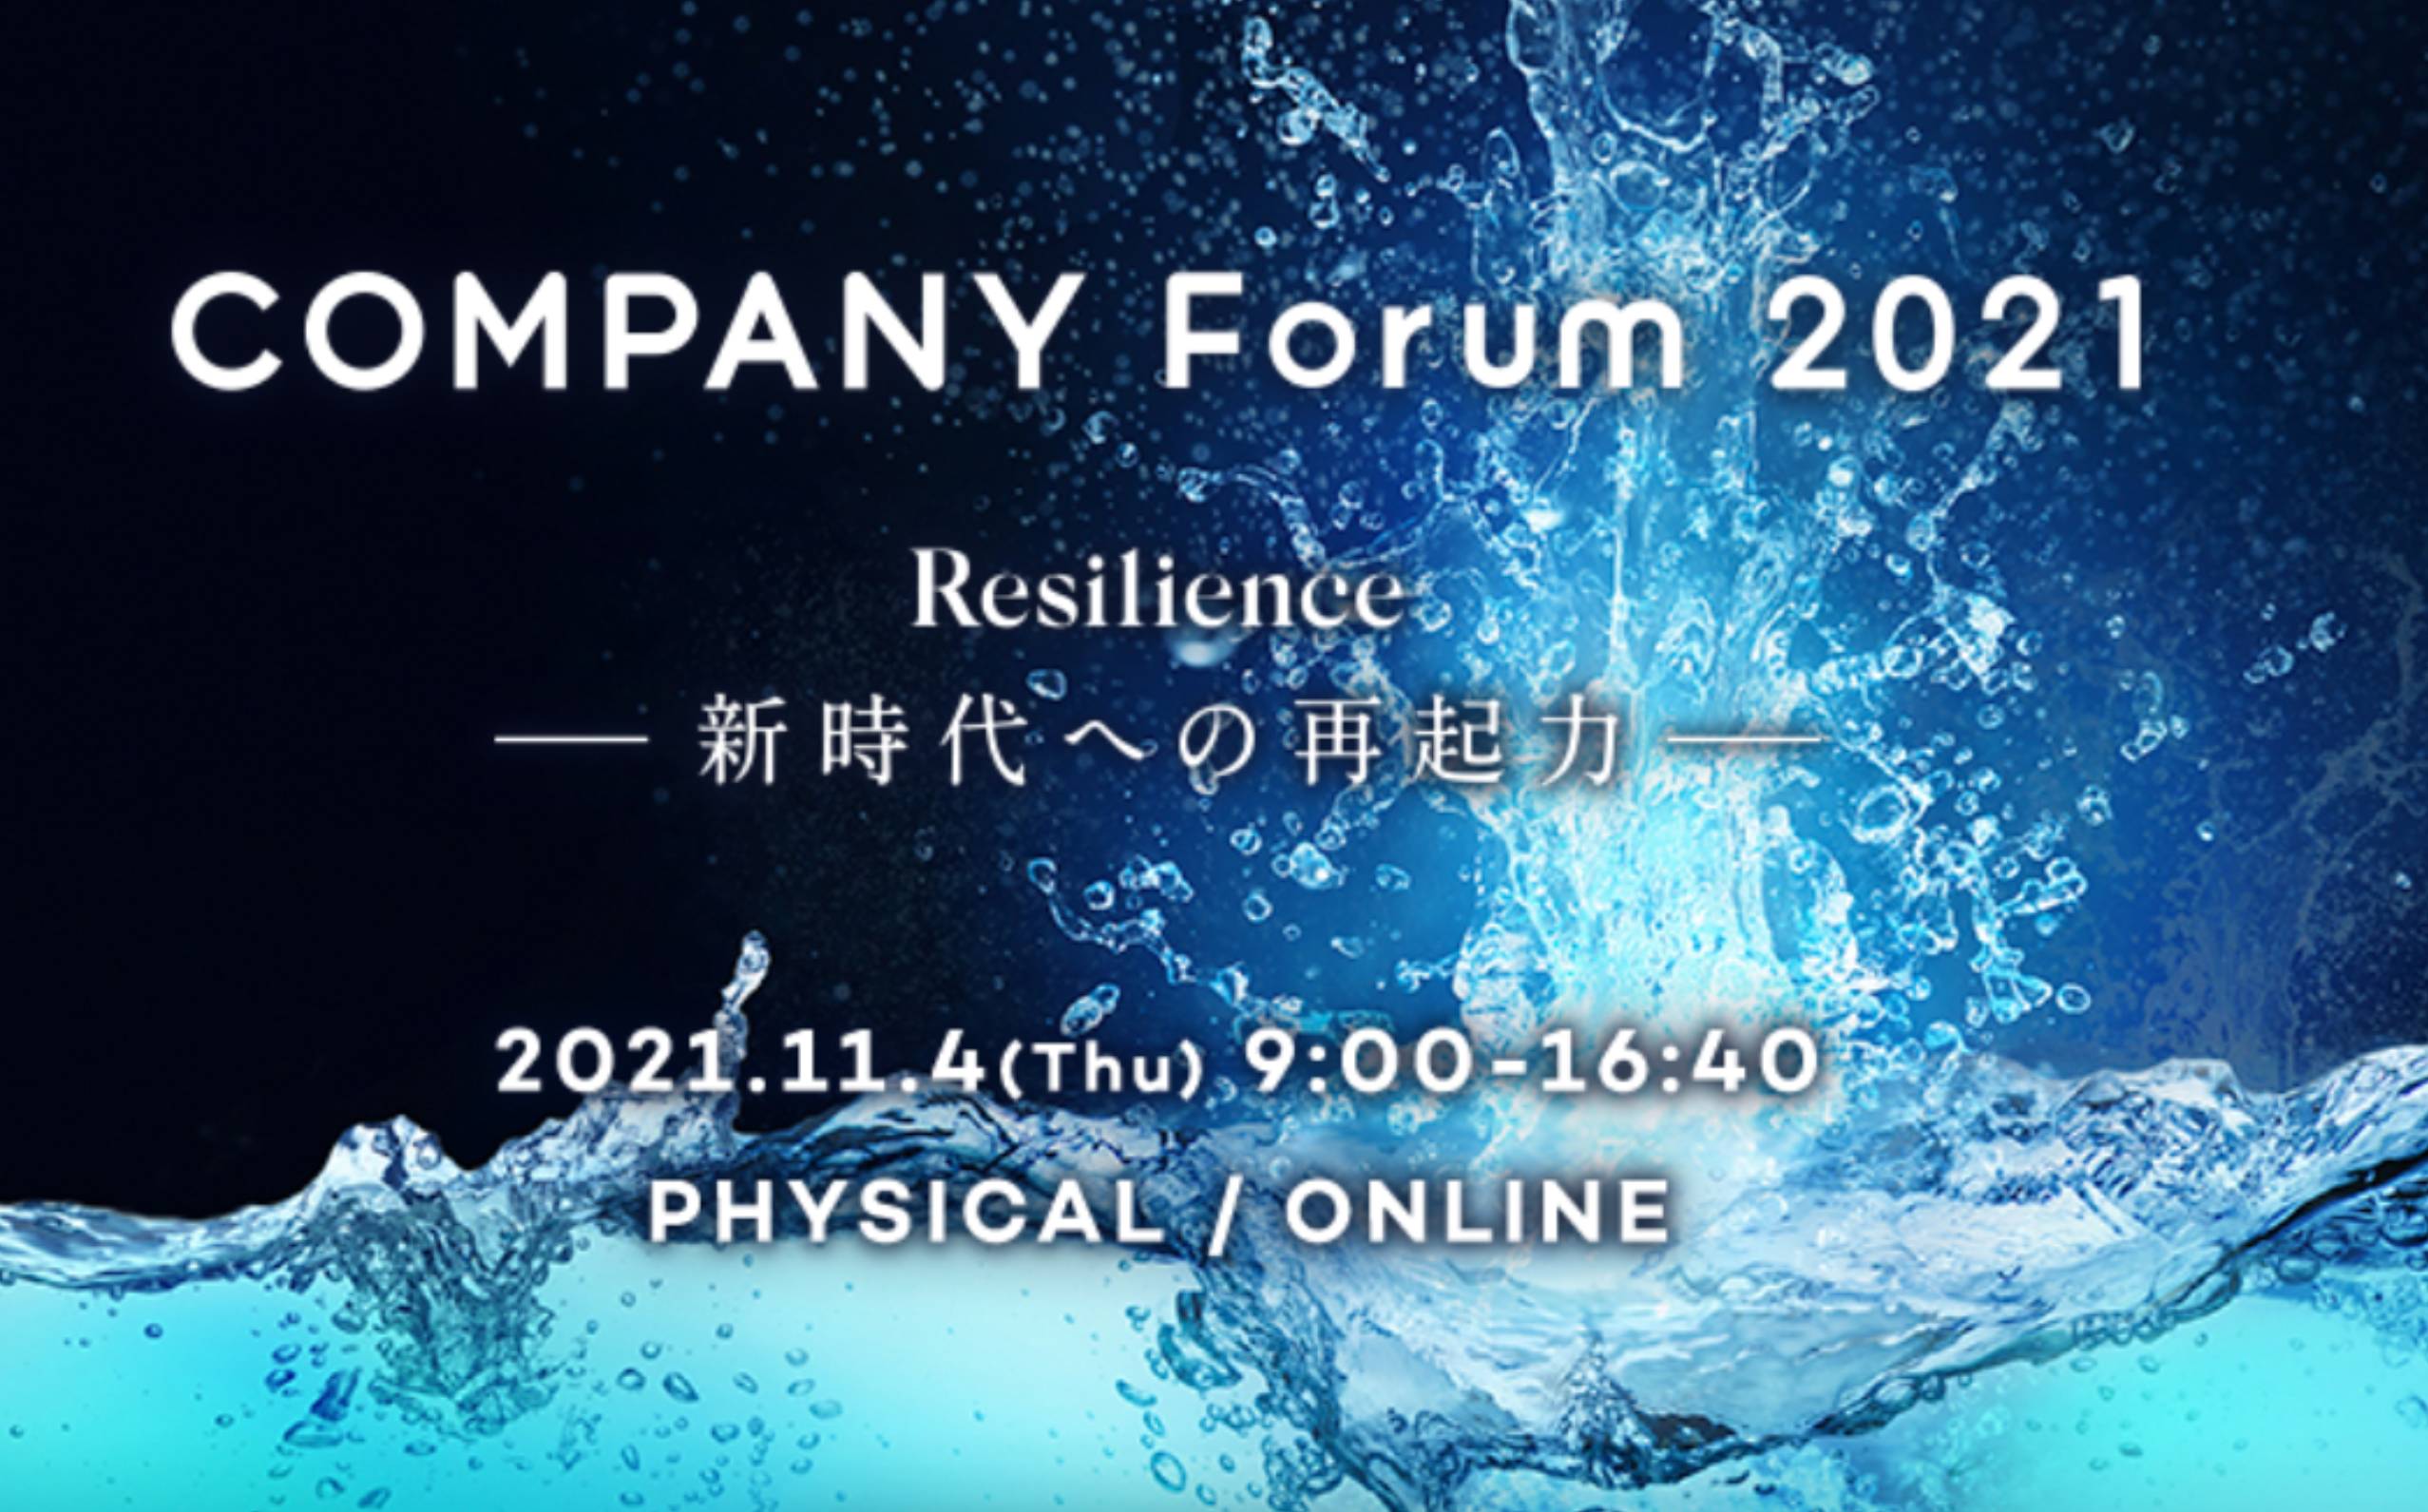 COMPANY Forum 2021
Resilience
― 新時代への再起力 ―
2021.11.4(Thu) 9:00-16:40
PHYSICAL / ONLINE